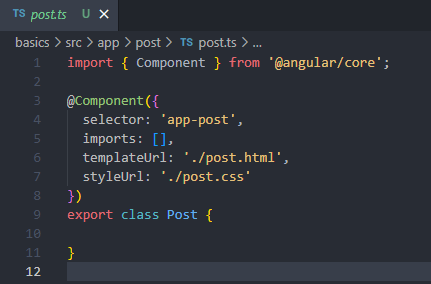 post.ts U ×
basics > src > app > post > post.ts > ...
1 import { Component } from '@angular/core';
2
3 @Component({
4   selector: 'app-post',
5   imports: [],
6   templateUrl: './post.html',
7   styleUrl: './post.css'
8 })
9 export class Post {
10
11 }
12